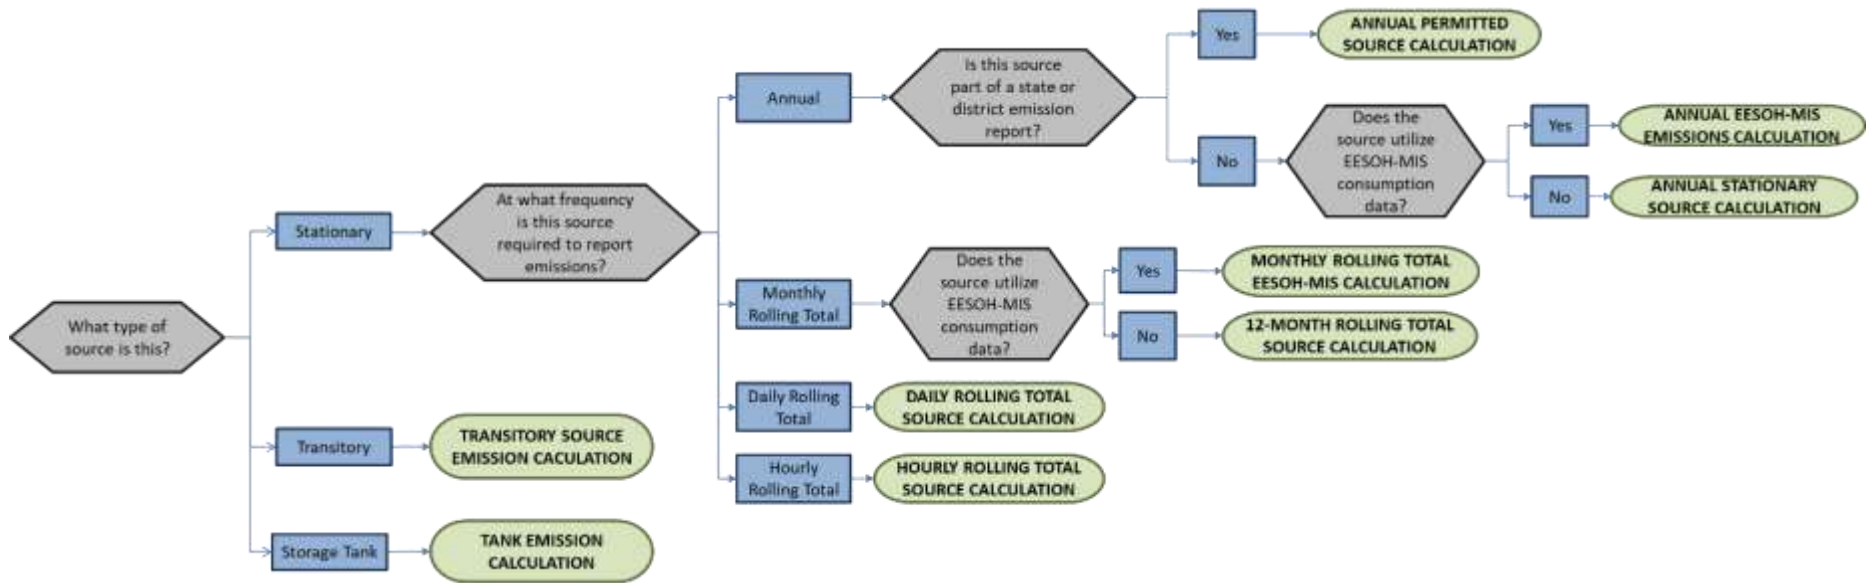 What type of
source is this?
Stationary
At what frequency
is this source
required to report
emissions?
Annual
Is this source
part of a state or
district emission
report?
Yes
ANNUAL PERMITTED
SOURCE CALCULATION
No
Does the
source utilize
EESOH-MIS
consumption
data?
Yes
ANNUAL EESOH-MIS
EMISSIONS CALCULATION
No
ANNUAL STATIONARY
SOURCE CALCULATION
Monthly
Rolling Total
Does the
source utilize
EESOH-MIS
consumption
data?
Yes
MONTHLY ROLLING TOTAL
EESOH-MIS CALCULATION
No
12-MONTH ROLLING TOTAL
SOURCE CALCULATION
Daily Rolling
Total
DAILY ROLLING TOTAL
SOURCE CALCULATION
Hourly
Rolling Total
HOURLY ROLLING TOTAL
SOURCE CALCULATION
Transitory
TRANSITORY SOURCE
EMISSION CACULATION
Storage Tank
TANK EMISSION
CALCULATION